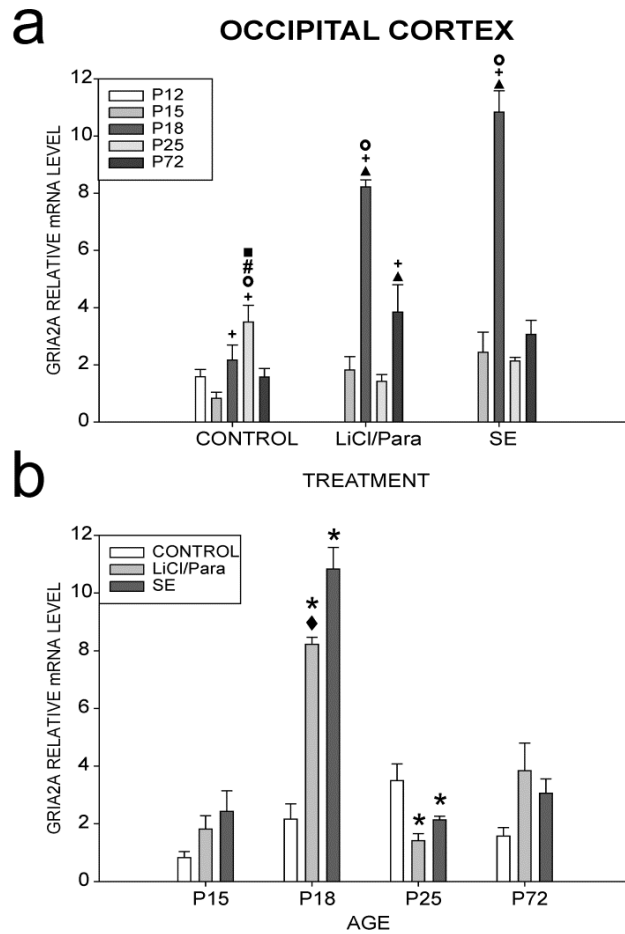 a
OCCIPITAL CORTEX
GRIA2A RELATIVE mRNA LEVEL
12
10
8
6
4
2
0
P12
P15
P18
P25
P72
■
#
o
+
+
o
+
▲
+
▲
o
+
▲
CONTROL LiCl/Para SE
TREATMENT
b
GRIA2A RELATIVE mRNA LEVEL
12
10
8
6
4
2
0
CONTROL
LiCl/Para
SE
*
♦
*
*
*
P15 P18 P25 P72
AGE